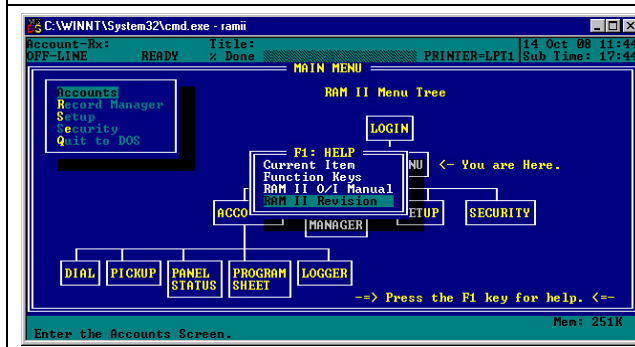 C:\WINNT\System32\cmd.exe - ramii
Account-Rx: Title: 14 Oct 08 11:44
OFF-LINE READY % Done PRINTER=LPT1 Sub Time: 17:44
MAIN MENU
Accounts
Record Manager
Setup
Security
Quit to DOS
RAM II Menu Tree
LOGIN
F1: HELP
Current Item
Function Keys
RAM II O/I Manual
RAM II Revision
NU <- You are Here.
ACCO
MANAGER
ETUP
SECURITY
DIAL
PICKUP
PANEL
STATUS
PROGRAM
SHEET
LOGGER
-=> Press the F1 key for help. <=-
Mem: 251K
Enter the Accounts Screen.